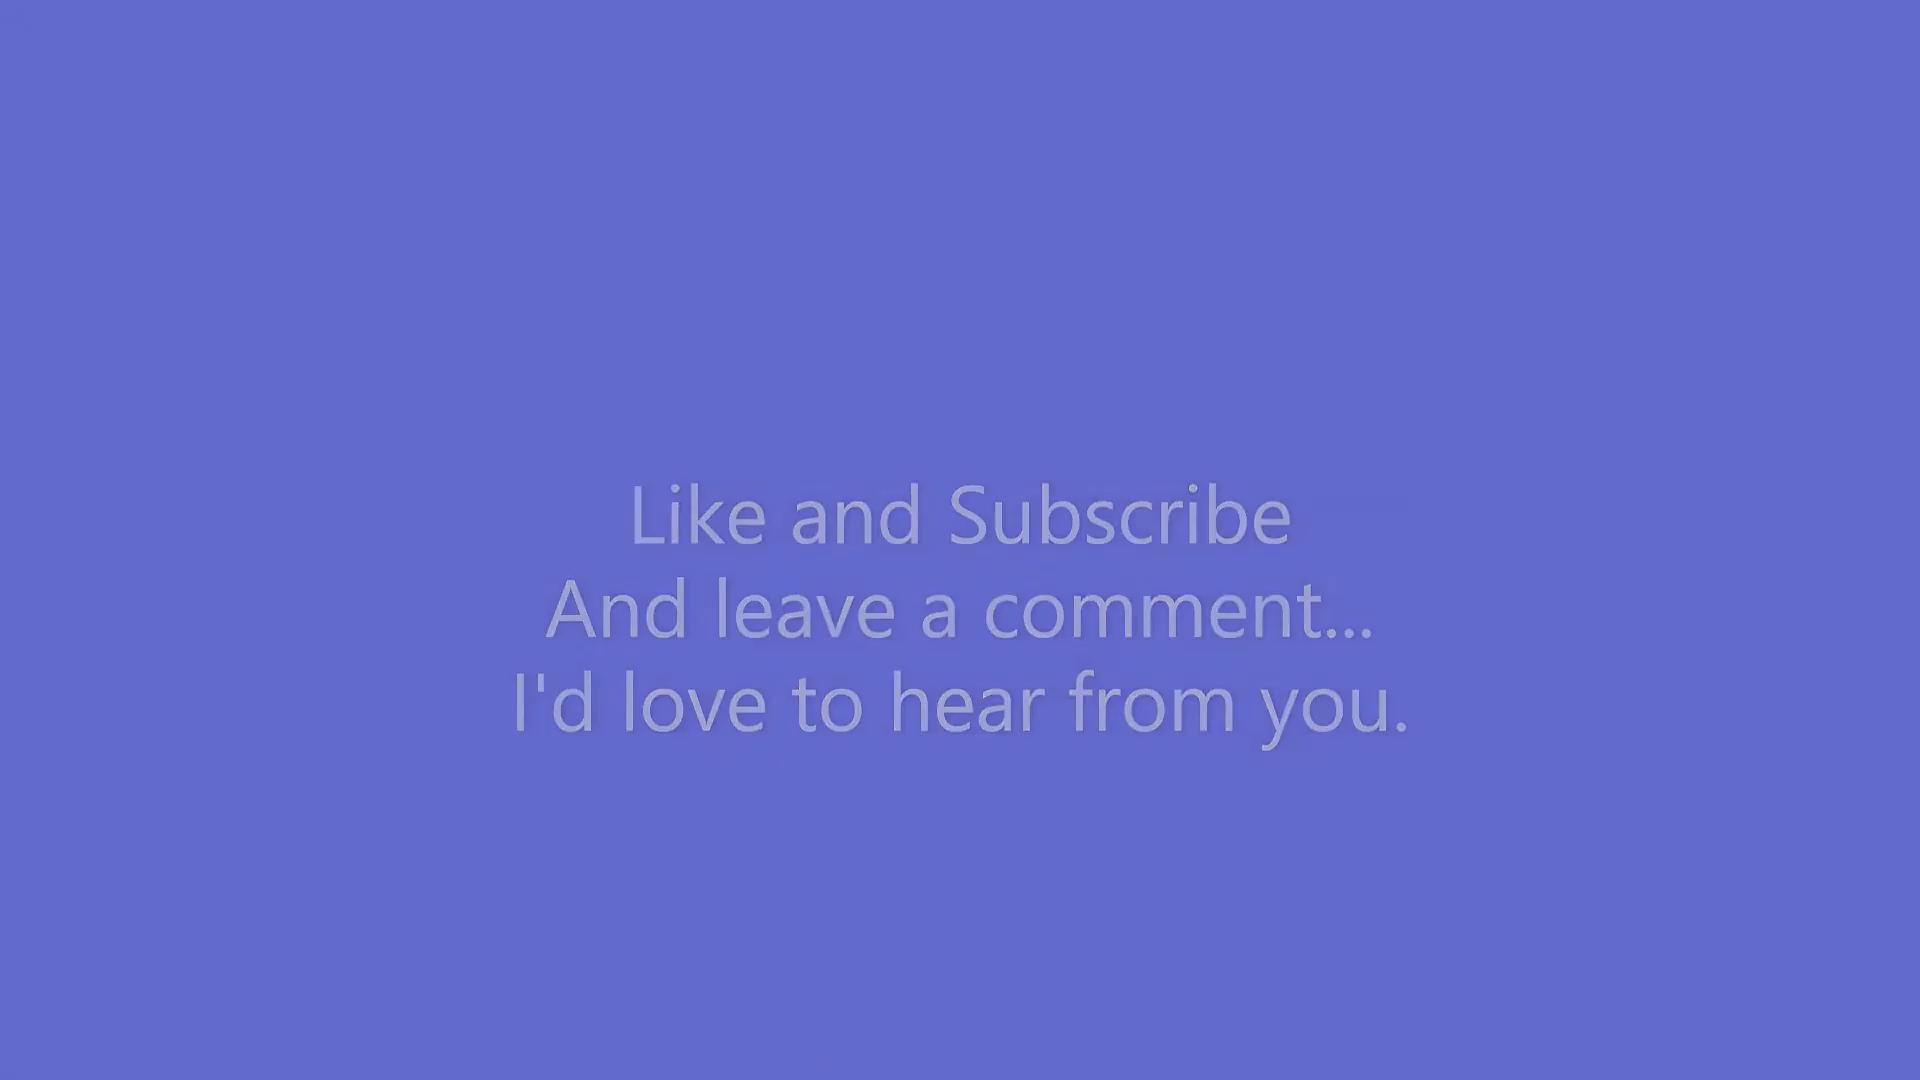 Like and Subscribe
And leave a comment...
I'd love to hear from you.